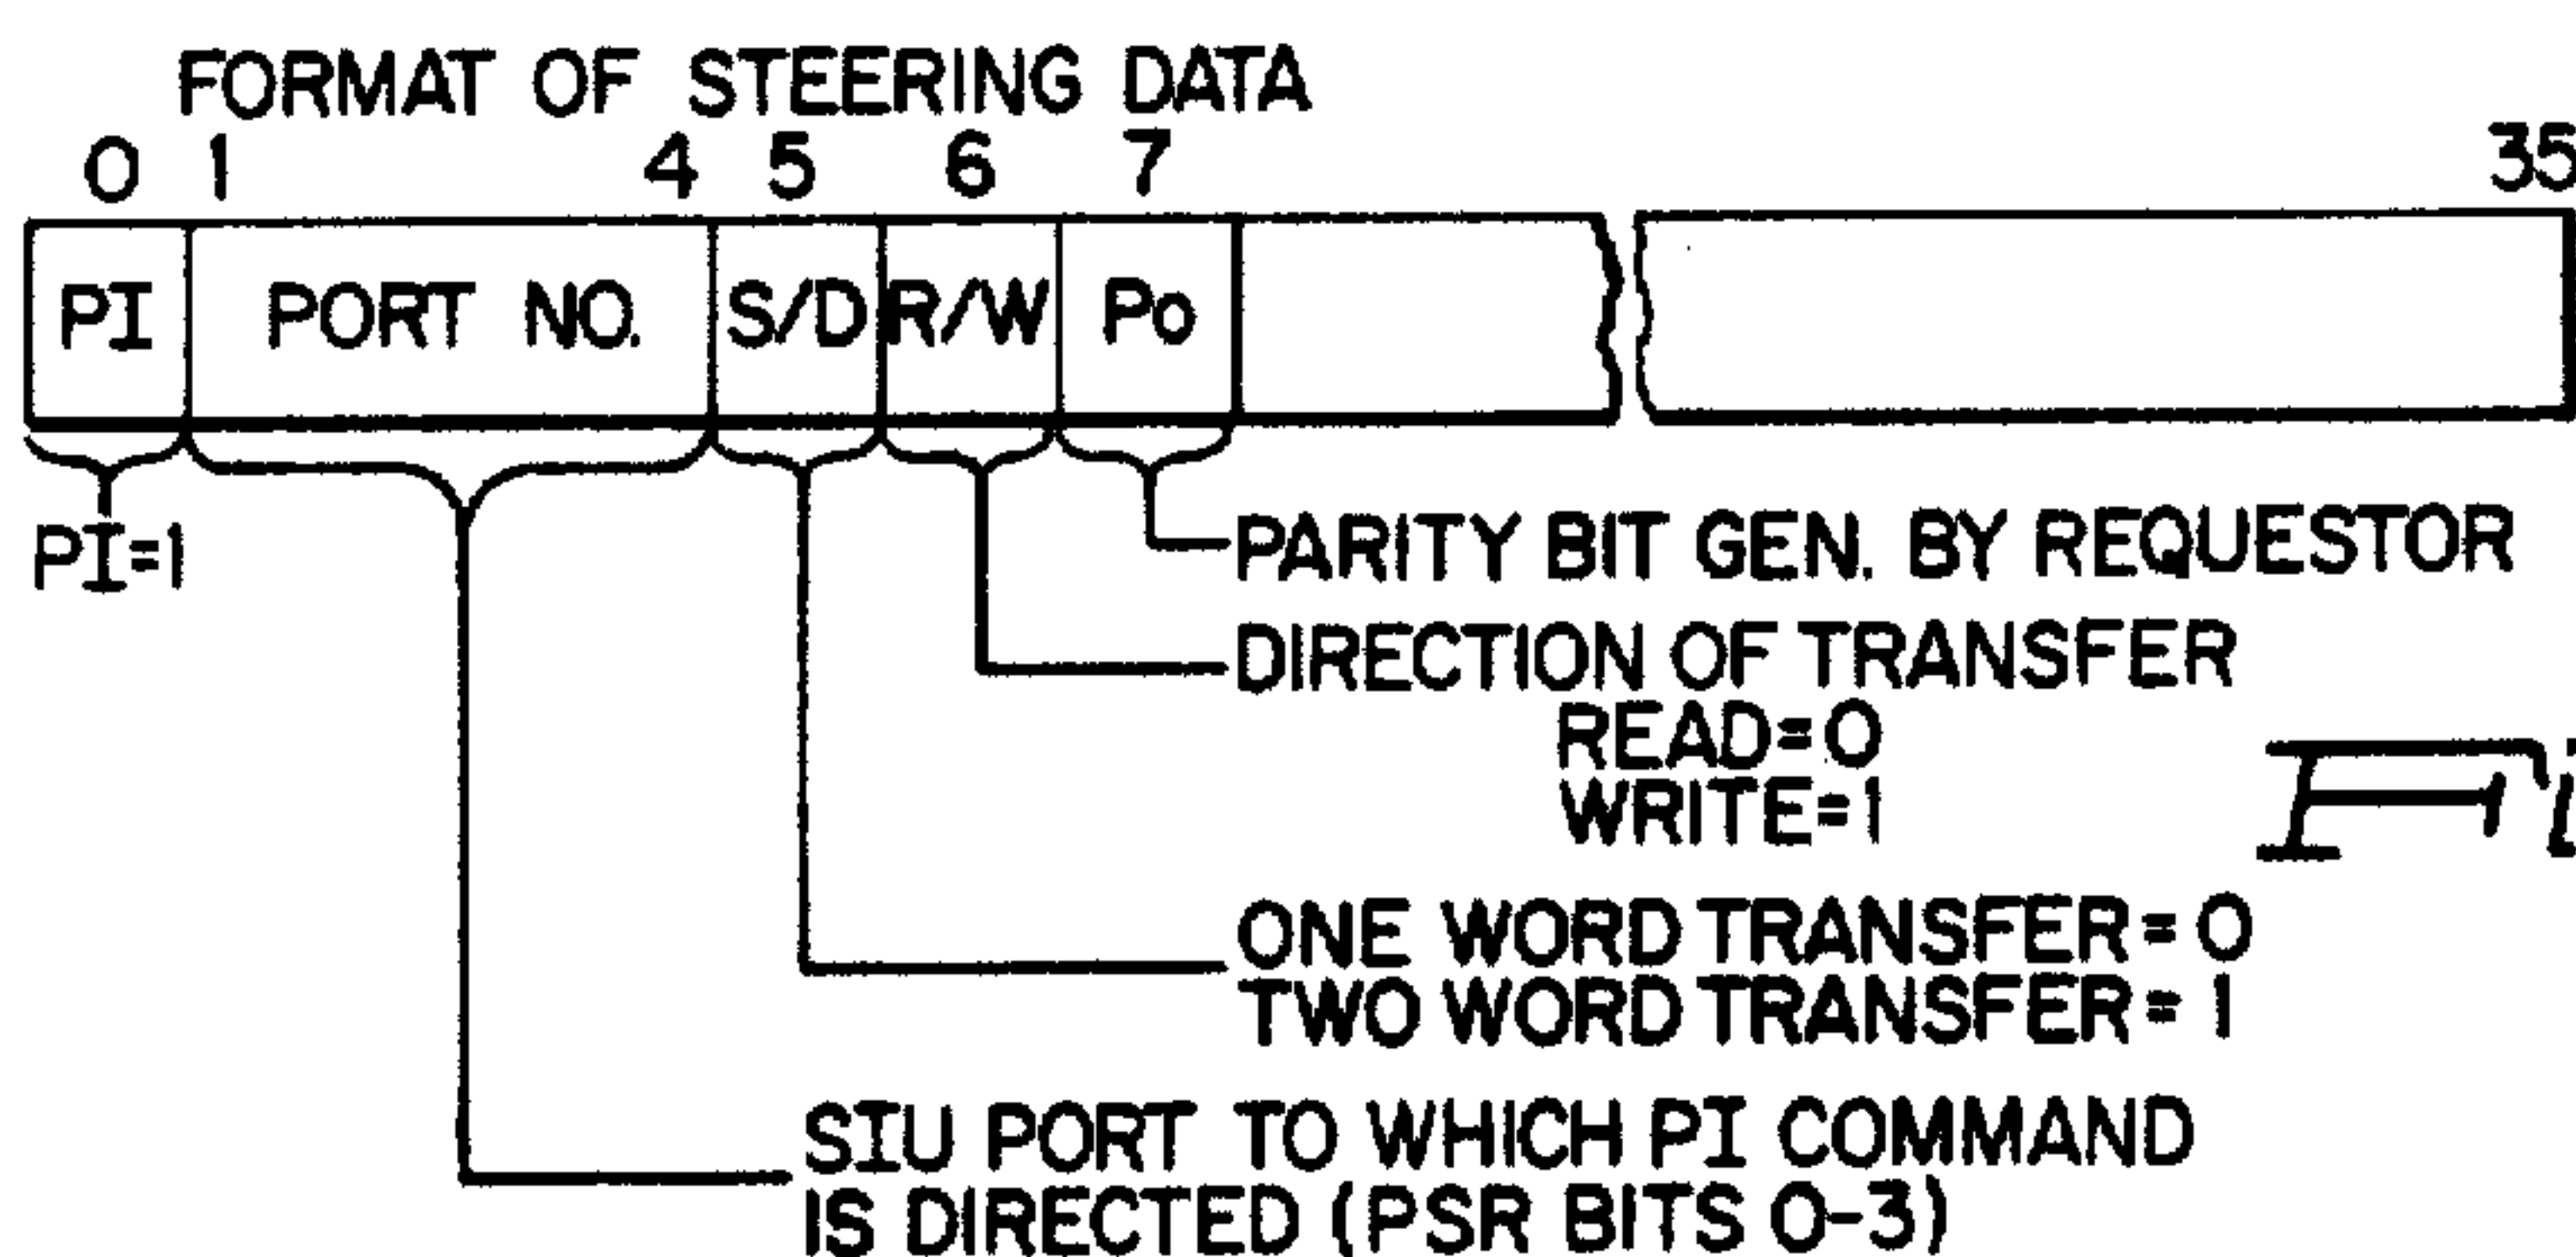 FORMAT OF STEERING DATA
0 1 4 5 6 7 35
PI PORT NO. S/D R/W Po
PI=1
PARITY BIT GEN. BY REQUESTOR
DIRECTION OF TRANSFER
READ=0
WRITE=1
ONE WORD TRANSFER=0
TWO WORD TRANSFER=1
SIU PORT TO WHICH PI COMMAND
IS DIRECTED (PSR BITS 0-3)